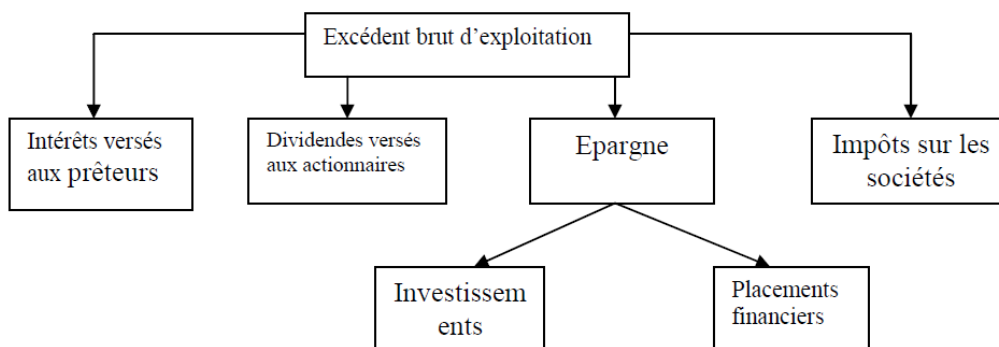 Excédent brut d'exploitation
Intérêts versés
aux prêteurs
Dividendes versés
aux actionnaires
Epargne
Impôts sur les
sociétés
Investissem
ents
Placements
financiers